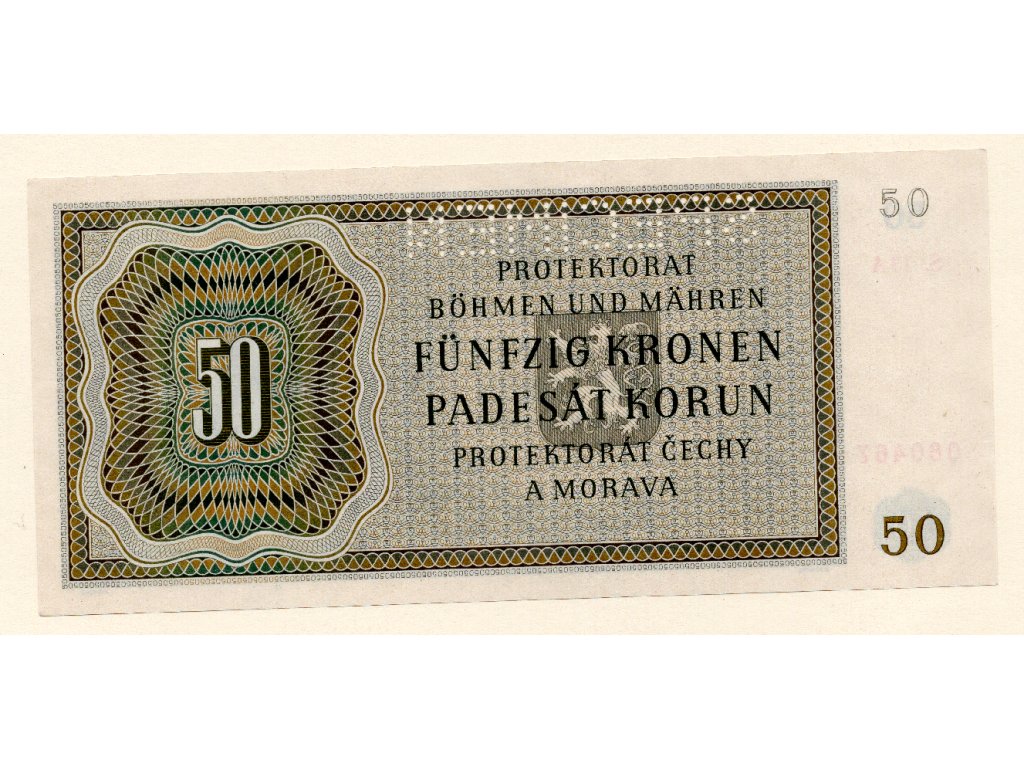 50
PROTEKTORAT
BÖHMEN UND MÄHREN
50
FÜNFZIG KRONEN
PADESÁT KORUN
PROTEKTORÁT ČECHY
A MORAVA
50